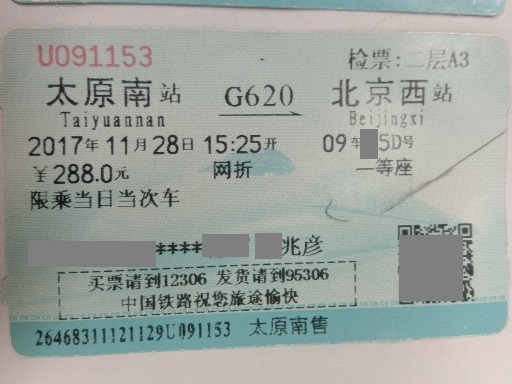 U091153 检票:二层A3
太原南站 G620 北京西站
Taiyuannan Beijingxi
2017年11月28日15:25开 09车 5D号
￥288.0元 网折 一等座
限乘当日当次车
**** 兆彦
买票请到12306 发货请到95306
中国铁路祝您旅途愉快
26468311121129U091153 太原南售